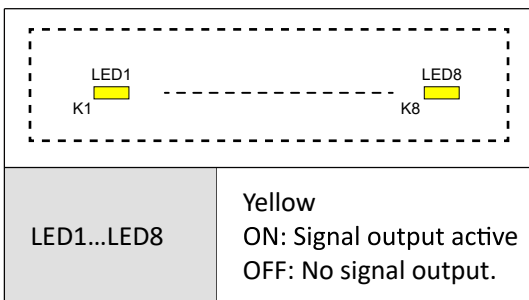 LED1 LED8
K1 K8
LED1...LED8
Yellow
ON: Signal output active
OFF: No signal output.